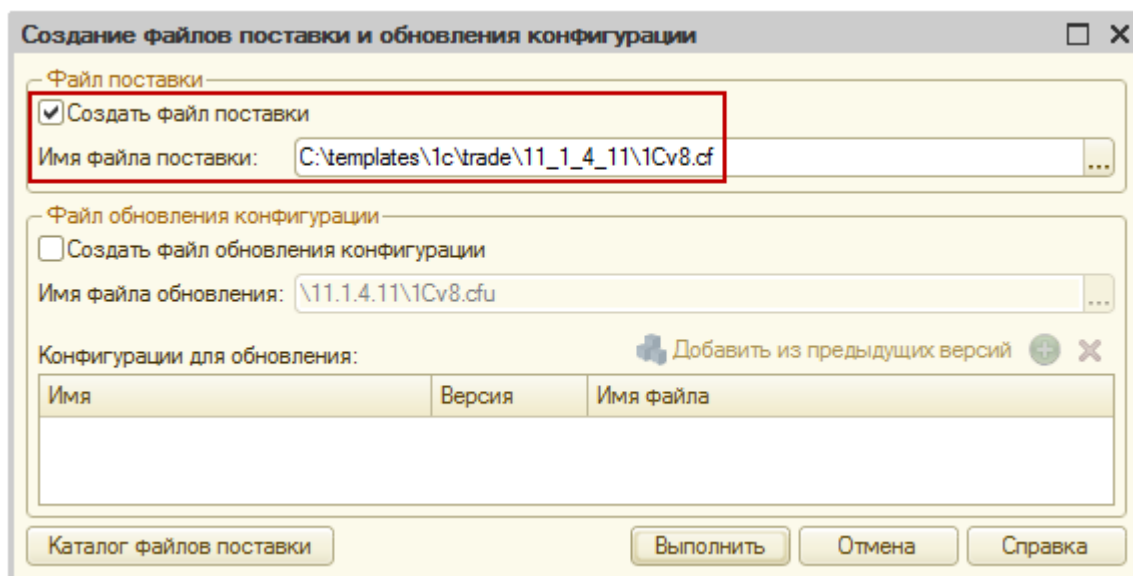 Создание файлов поставки и обновления конфигурации
Файл поставки
Создать файл поставки
Имя файла поставки: C:\templates\1c\trade\11_1_4_11\1Cv8.cf ...
Файл обновления конфигурации
Создать файл обновления конфигурации
Имя файла обновления: \11.1.4.11\1Cv8.cfu ...
Конфигурации для обновления: Добавить из предыдущих версий
Имя Версия Имя файла
Каталог файлов поставки Выполнить Отмена Справка